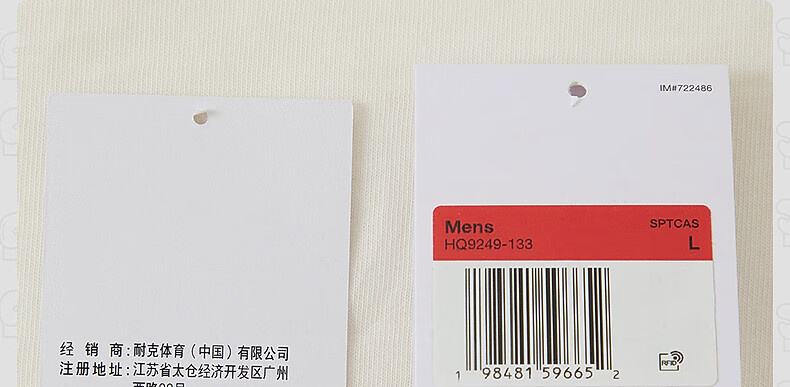 IM#722486
Mens
SPTCAS
HQ9249-133
L
1 98481 59665 2
RFID
经销商:耐克体育(中国)有限公司
注册地址:江苏省太仓经济开发区广州